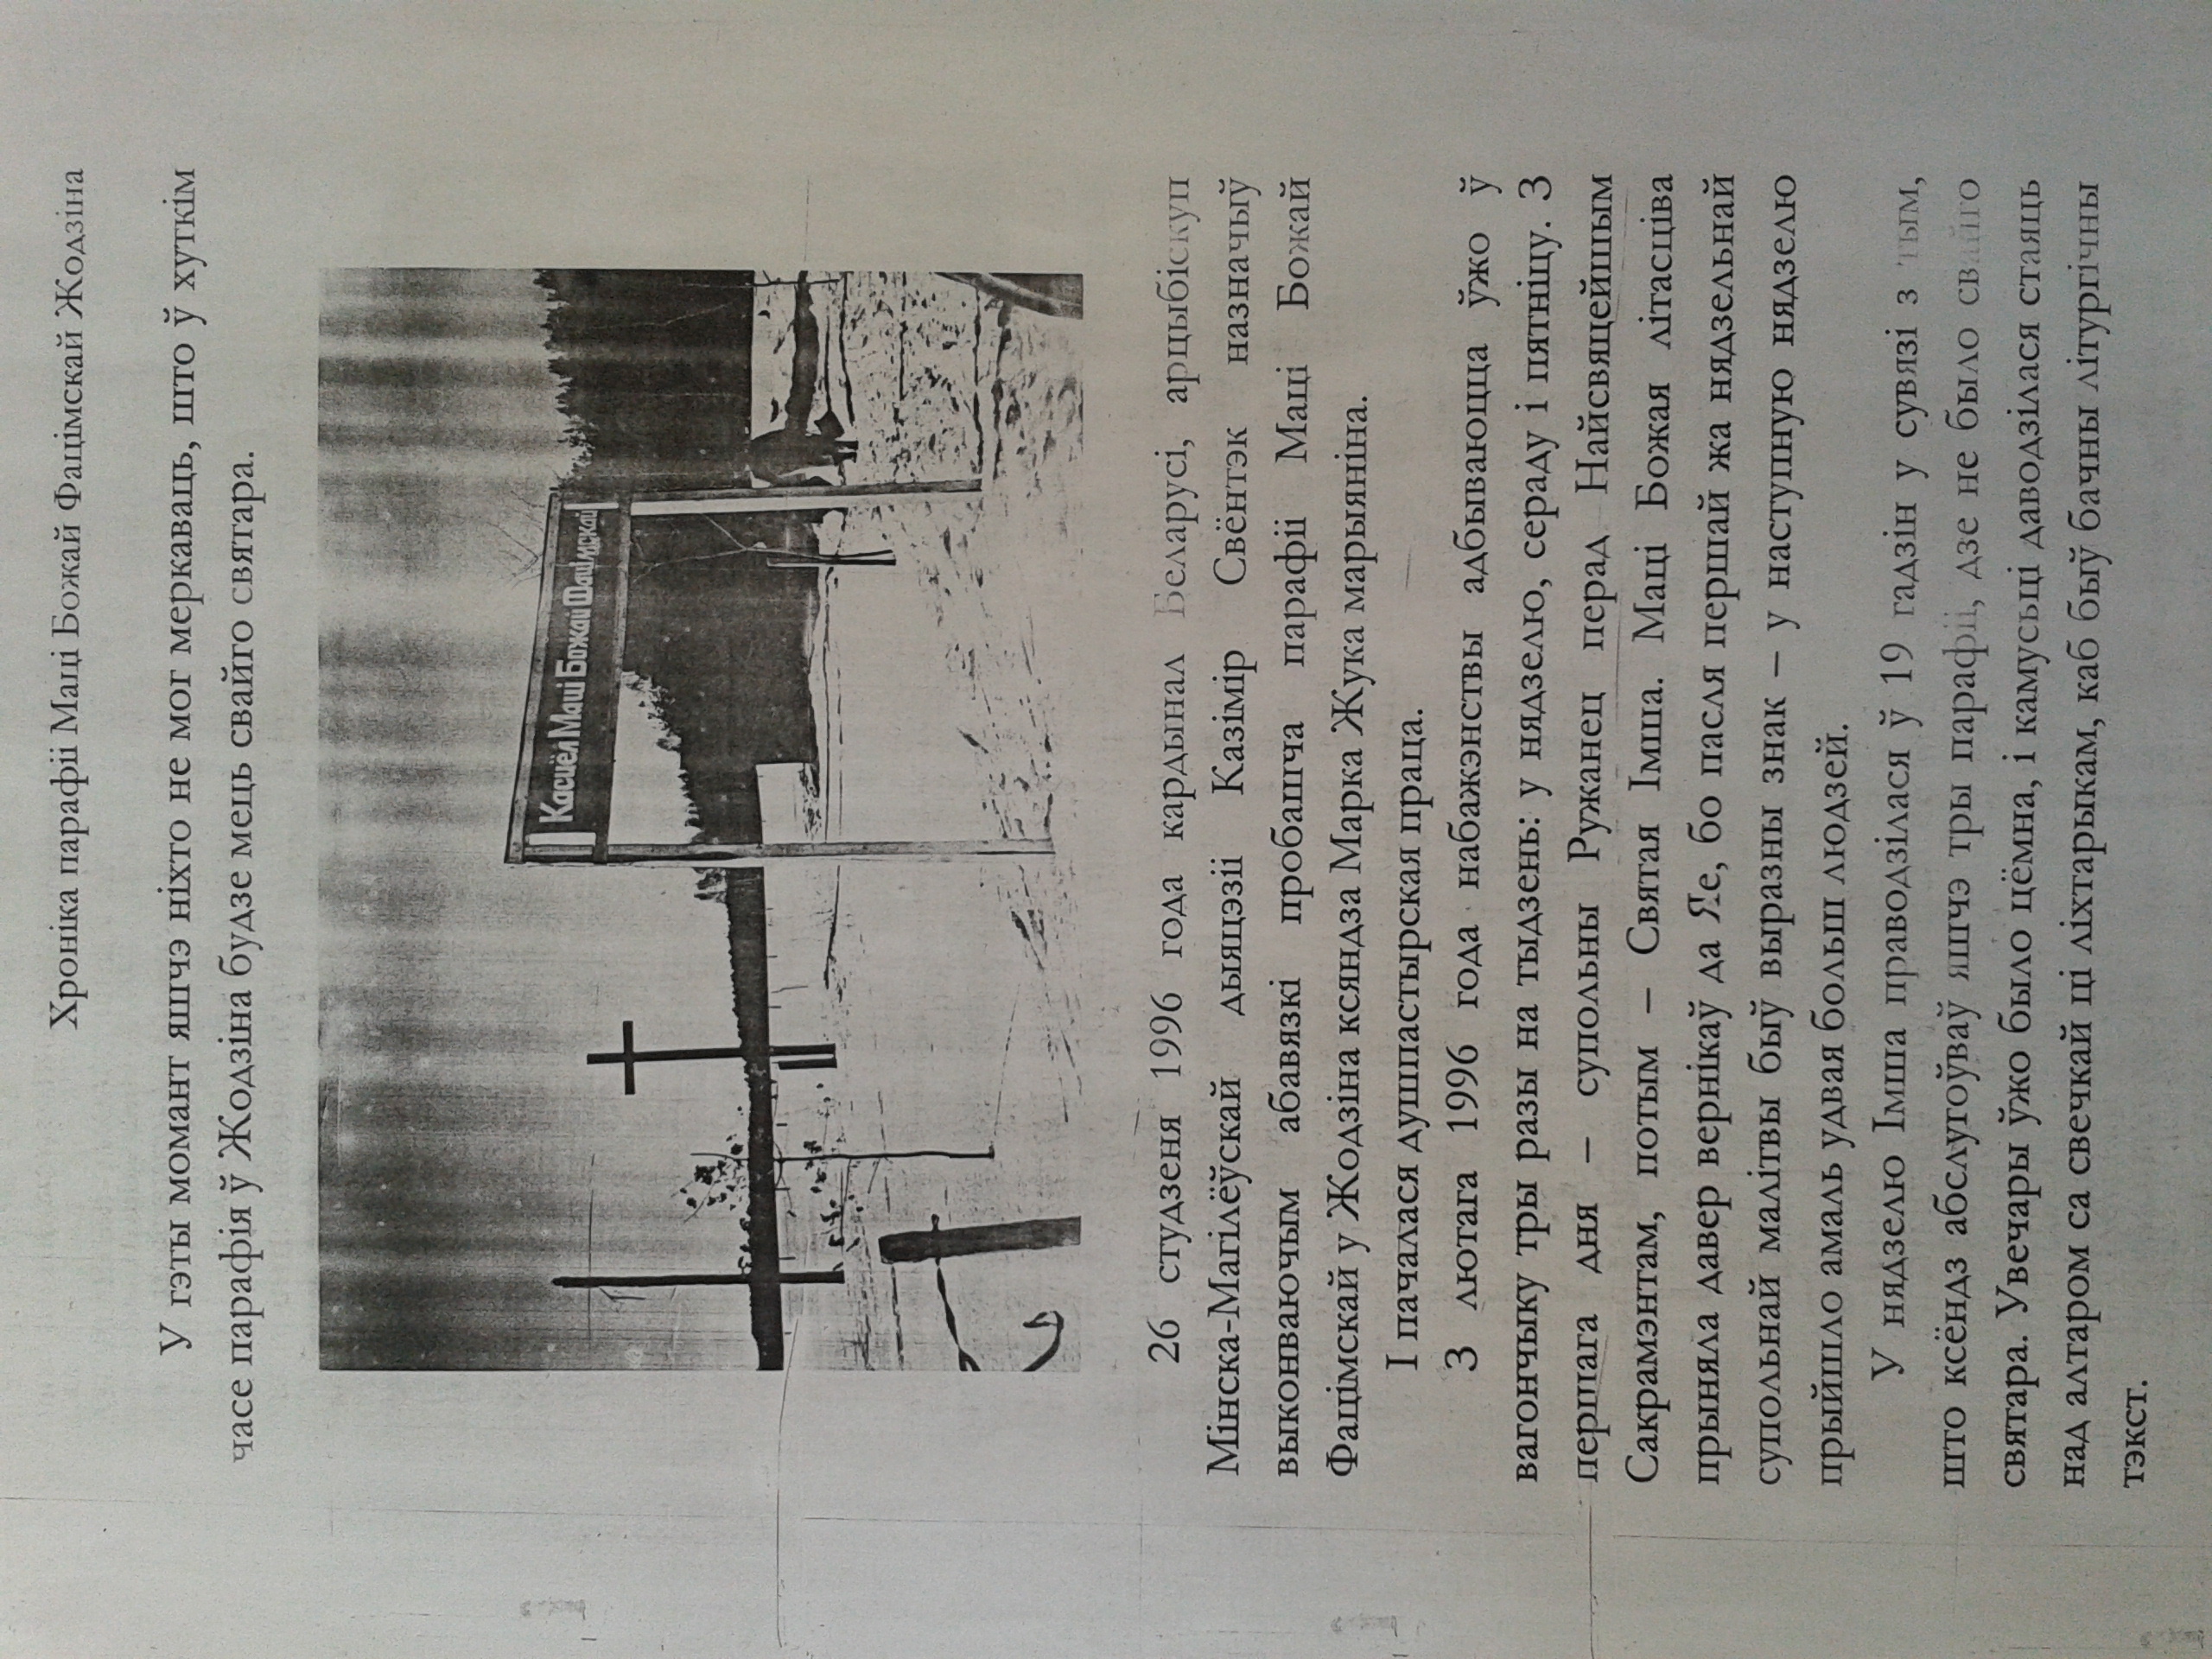 Хроніка парафіі Маці Божай Фацімскай Жодзіна
У гэты момант яшчэ ніхто не мог меркаваць, што ў хуткім
часе парафія ў Жодзіна будзе мець свайго святара.
Касцёл Маці Божай Фацімскай
26 студзеня 1996 года кардынал Беларусі, арцыбіскуп
Мінска-Магілёўскай дыяцэзіі Казімір Свёнтэк назначыў
выконваючым абавязкі пробашча парафіі Маці Божай
Фацімскай у Жодзіна ксяндза Марка Жука марыяніна.
І пачалася душпастырская праца.
З лютага 1996 года набажэнствы адбываюцца ўжо ў
вагончыку тры разы на тыдзень: у нядзелю, сераду і пятніцу. З
першага дня – супольны Ружанец перад Найсвяцейшым
Сакрамэнтам, потым – Святая Імша. Маці Божая літасціва
прыняла давер вернікаў да Яе, бо пасля першай жа нядзельнай
супольнай малітвы быў выразны знак – у наступную нядзелю
прыйшло амаль удвая больш людзей.
У нядзелю Імша праводзілася ў 19 гадзін у сувязі з тым,
што ксёндз абслугоўваў яшчэ тры парафіі, дзе не было свайго
святара. Увечары ўжо было цёмна, і камусьці даводзілася стаяць
над алтаром са свечкай ці ліхтарыкам, каб быў бачны літургічны
тэкст.